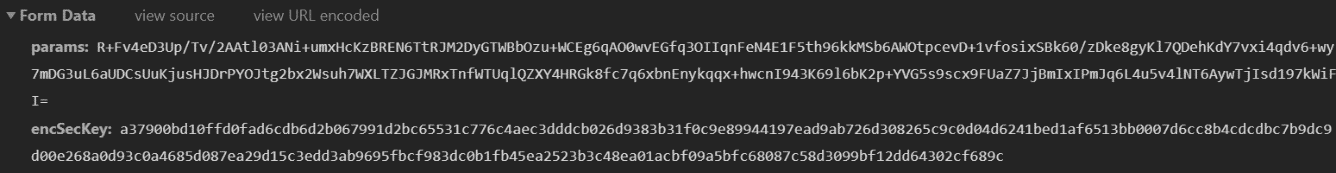 ▼Form Data view source view URL encoded
params: R+Fv4eD3Up/Tv/2AAtl03ANi+umxHcKzBREN6TtRJM2DyGTWBbOzu+WCEg6qAO0wvEGfq3OIIqnFeN4E1F5th96kkMSb6AWOtpcevD+1vfosixSBk60/zDke8gyKl7QDehKdY7vxi4qdv6+wy
7mDG3uL6aUDCsUuKjusHJDrPYOJtg2bx2Wsuh7WXLTZJGJMRxTnfWTUqlQZXY4HRGk8fc7q6xbnEnykqqx+hwcnI943K69l6bK2p+YVG5s9scx9FUaZ7JjBmIxIPmJq6L4u5v4lNT6AywTjIsd197kWiF
I=
encSecKey: a37900bd10ffd0fad6cdb6d2b067991d2bc65531c776c4aec3dddcb026d9383b31f0c9e89944197ead9ab726d308265c9c0d04d6241bed1af6513bb0007d6cc8b4cdcdbc7b9dc9
d00e268a0d93c0a4685d087ea29d15c3edd3ab9695fbcf983dc0b1fb45ea2523b3c48ea01acbf09a5bfc68087c58d3099bf12dd64302cf689c